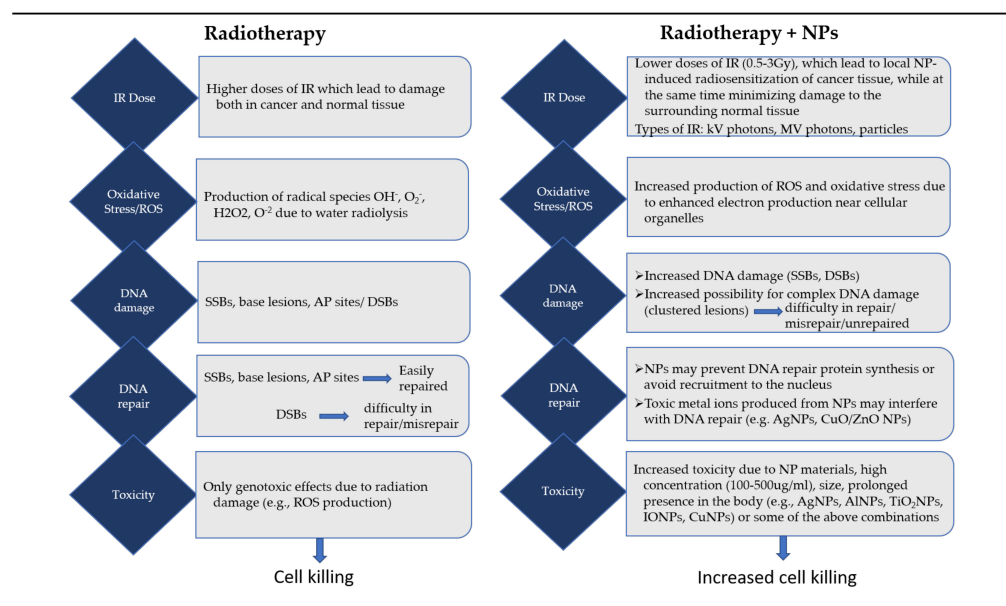 Radiotherapy
IR Dose
Higher doses of IR which lead to damage
both in cancer and normal tissue
Oxidative
Stress/ROS
Production of radical species OH⁻, O₂⁻,
H2O2, O⁻² due to water radiolysis
DNA
damage
SSBs, base lesions, AP sites/ DSBs
DNA
repair
SSBs, base lesions, AP sites
Easily
repaired
DSBs
difficulty in
repair/misrepair
Toxicity
Only genotoxic effects due to radiation
damage (e.g., ROS production)
Cell killing
Radiotherapy + NPs
IR Dose
Lower doses of IR (0.5-3Gy), which lead to local NP-
induced radiosensitization of cancer tissue, while at
the same time minimizing damage to the
surrounding normal tissue
Types of IR: kV photons, MV photons, particles
Oxidative
Stress/ROS
Increased production of ROS and oxidative stress due
to enhanced electron production near cellular
organelles
DNA
damage
➤Increased DNA damage (SSBs, DSBs)
➤Increased possibility for complex DNA damage
(clustered lesions) difficulty in repair/
misrepair/unrepaired
DNA
repair
➤NPs may prevent DNA repair protein synthesis or
avoid recruitment to the nucleus
➤Toxic metal ions produced from NPs may interfere
with DNA repair (e.g. AgNPs, CuO/ZnO NPs)
Toxicity
Increased toxicity due to NP materials, high
concentration (100-500ug/ml), size, prolonged
presence in the body (e.g., AgNPs, AlNPs, TiO₂NPs,
IONPs, CuNPs) or some of the above combinations
Increased cell killing